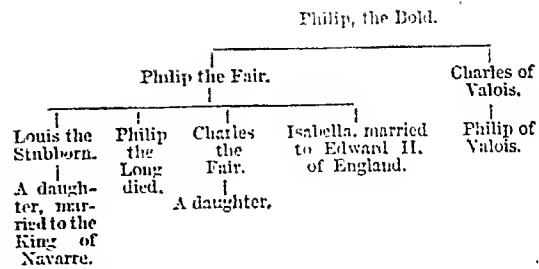 Philip, the Bold.
Philip the Fair.
Charles of
Valois.
Louis the
Stubborn.
Philip
the
Long
died.
Charles
the
Fair.
Isabella, married
to Edward II.
of England.
Philip of
Valois.
A daugh-
ter, mar-
ried to the
King of
Navarre.
A daughter.